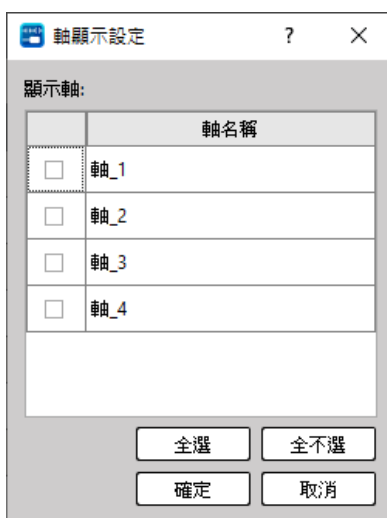 軸顯示設定
?
顯示軸:
軸名稱
軸_1
軸_2
軸_3
軸_4
全選 全不選
確定 取消